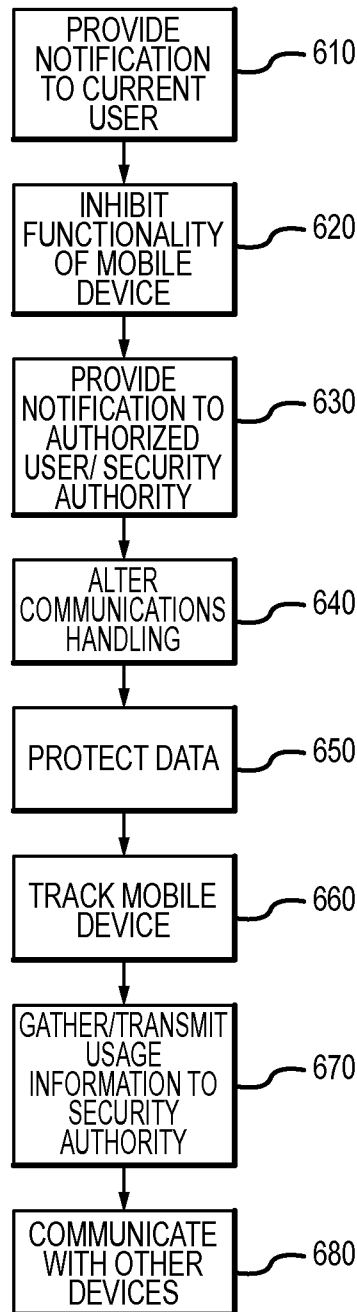 PROVIDE
NOTIFICATION
TO CURRENT
USER
610
INHIBIT
FUNCTIONALITY
OF MOBILE
DEVICE
620
PROVIDE
NOTIFICATION TO
AUTHORIZED
USER/ SECURITY
AUTHORITY
630
ALTER
COMMUNICATIONS
HANDLING
640
PROTECT DATA
650
TRACK MOBILE
DEVICE
660
GATHER/TRANSMIT
USAGE
INFORMATION TO
SECURITY
AUTHORITY
670
COMMUNICATE
WITH OTHER
DEVICES
680